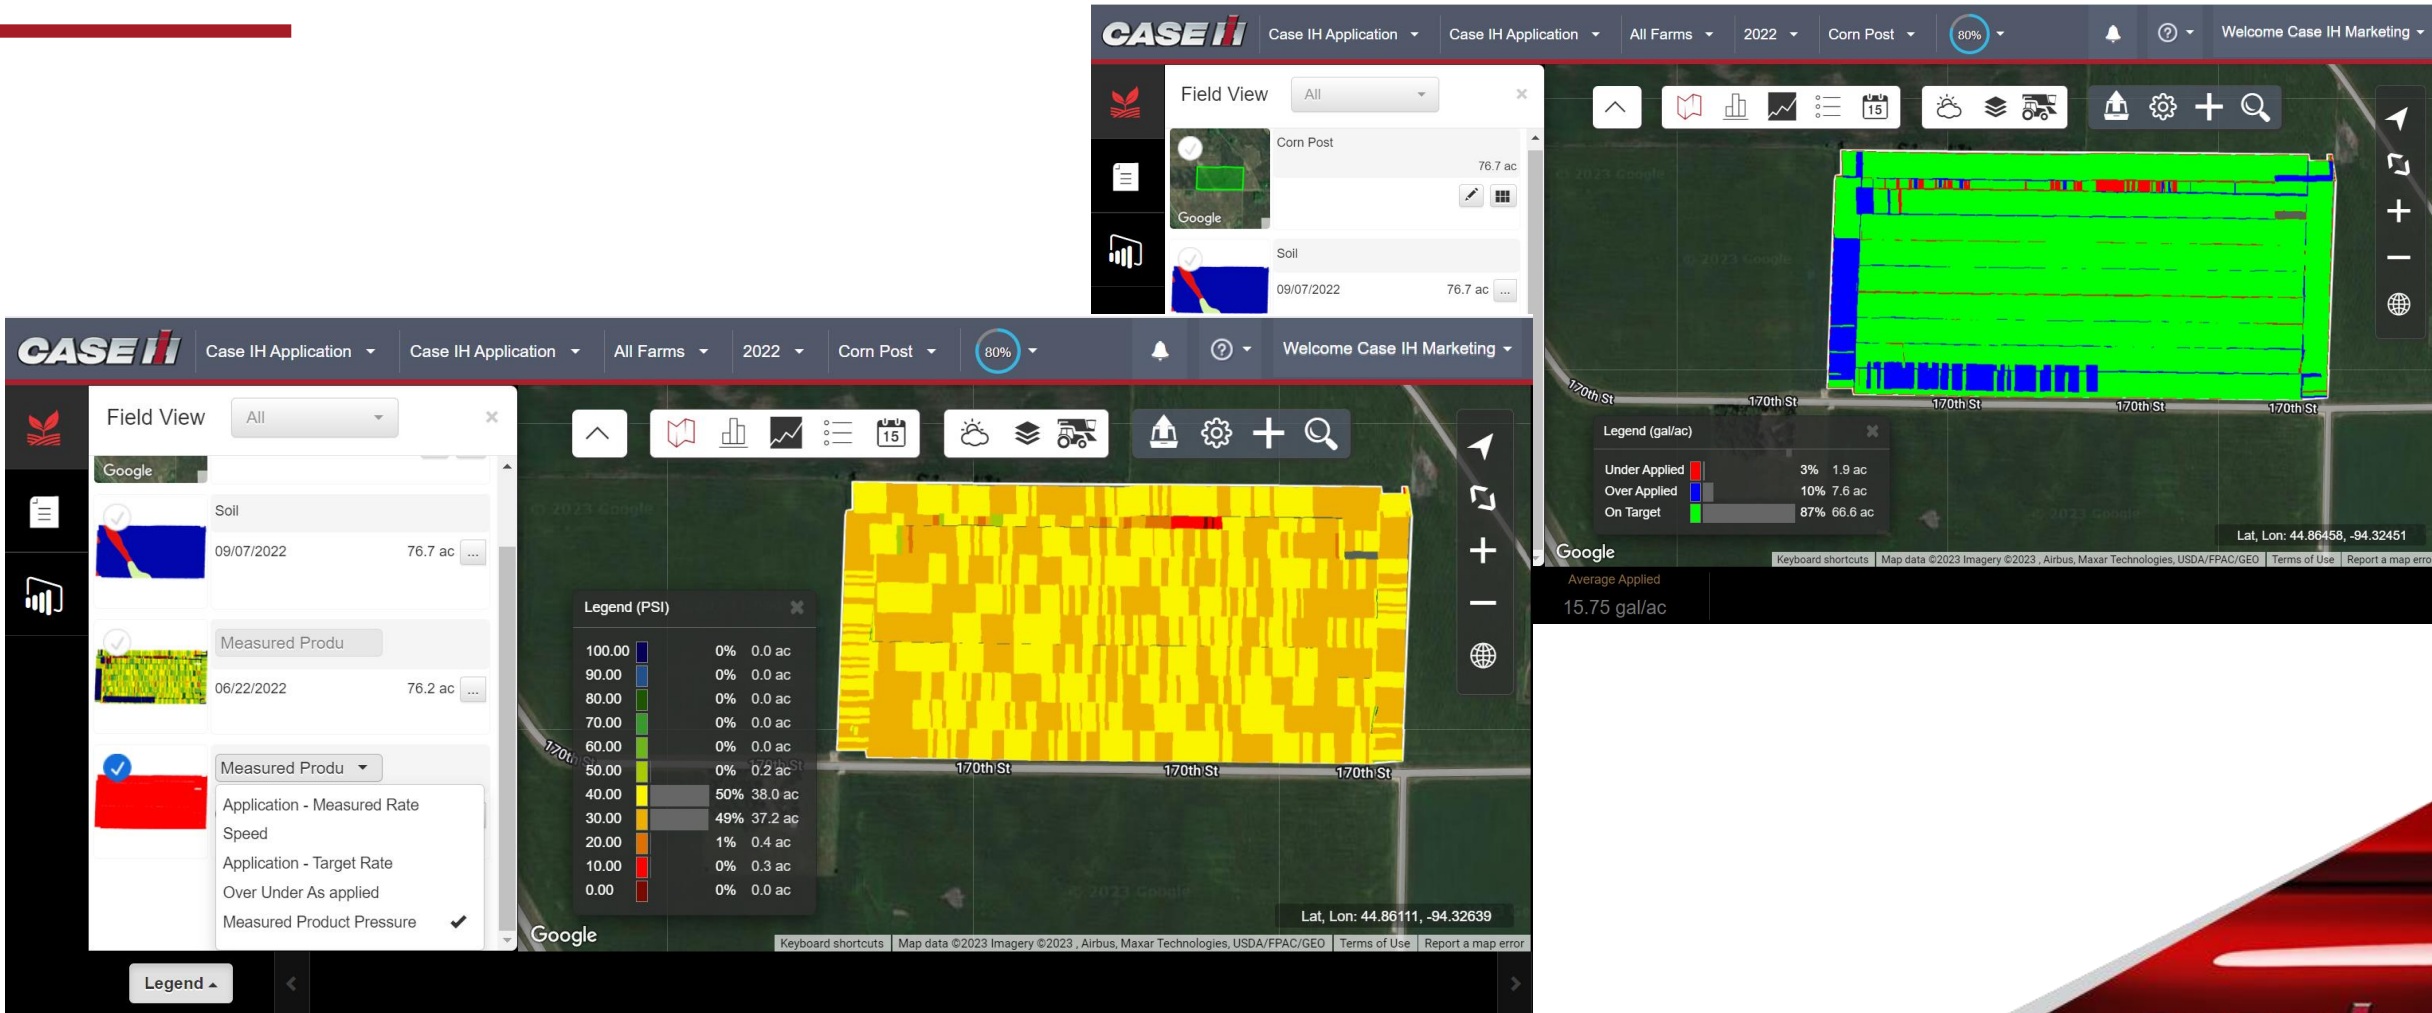 CASE IH Case IH Application Case IH Application All Farms 2022 Corn Post 80% Welcome Case IH Marketing
Field View All
15
Corn Post
76.7 ac
Google
Soil
09/07/2022 76.7 ac ...
© 2023 Google
170th St 170th St 170th St 170th St 170th St
Legend (gal/ac)
Under Applied 3% 1.9 ac
Over Applied 10% 7.6 ac
On Target 87% 66.6 ac
Lat, Lon: 44.86458, -94.32451
Google
Keyboard shortcuts Map data ©2023 Imagery ©2023 , Airbus, Maxar Technologies, USDA/FPAC/GEO Terms of Use Report a map erro
Average Applied
15.75 gal/ac
CASE IH Case IH Application Case IH Application All Farms 2022 Corn Post 80% Welcome Case IH Marketing
Field View All
15
Google
Soil
09/07/2022 76.7 ac ...
Measured Produ
06/22/2022 76.2 ac ...
Measured Produ
Application - Measured Rate
Speed
Application - Target Rate
Over Under As applied
Measured Product Pressure
Legend (PSI)
100.00 0% 0.0 ac
90.00 0% 0.0 ac
80.00 0% 0.0 ac
70.00 0% 0.0 ac
60.00 0% 0.0 ac
50.00 0% 0.2 ac
40.00 50% 38.0 ac
30.00 49% 37.2 ac
20.00 1% 0.4 ac
10.00 0% 0.3 ac
0.00 0% 0.0 ac
170th St 170th St 170th St 170th St
© 2023 Google
Lat, Lon: 44.86111, -94.32639
Google
Keyboard shortcuts Map data ©2023 Imagery ©2023 , Airbus, Maxar Technologies, USDA/FPAC/GEO Terms of Use Report a map error
Legend